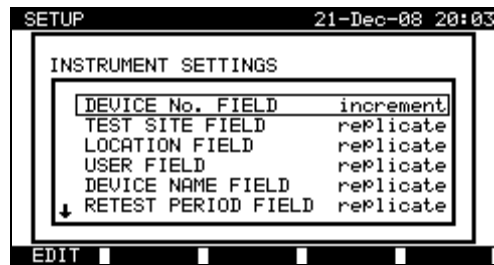 SETUP 21-Dec-08 20:03
INSTRUMENT SETTINGS
DEVICE No. FIELD increment
TEST SITE FIELD replicate
LOCATION FIELD replicate
USER FIELD replicate
DEVICE NAME FIELD replicate
↓ RETEST PERIOD FIELD replicate
EDIT